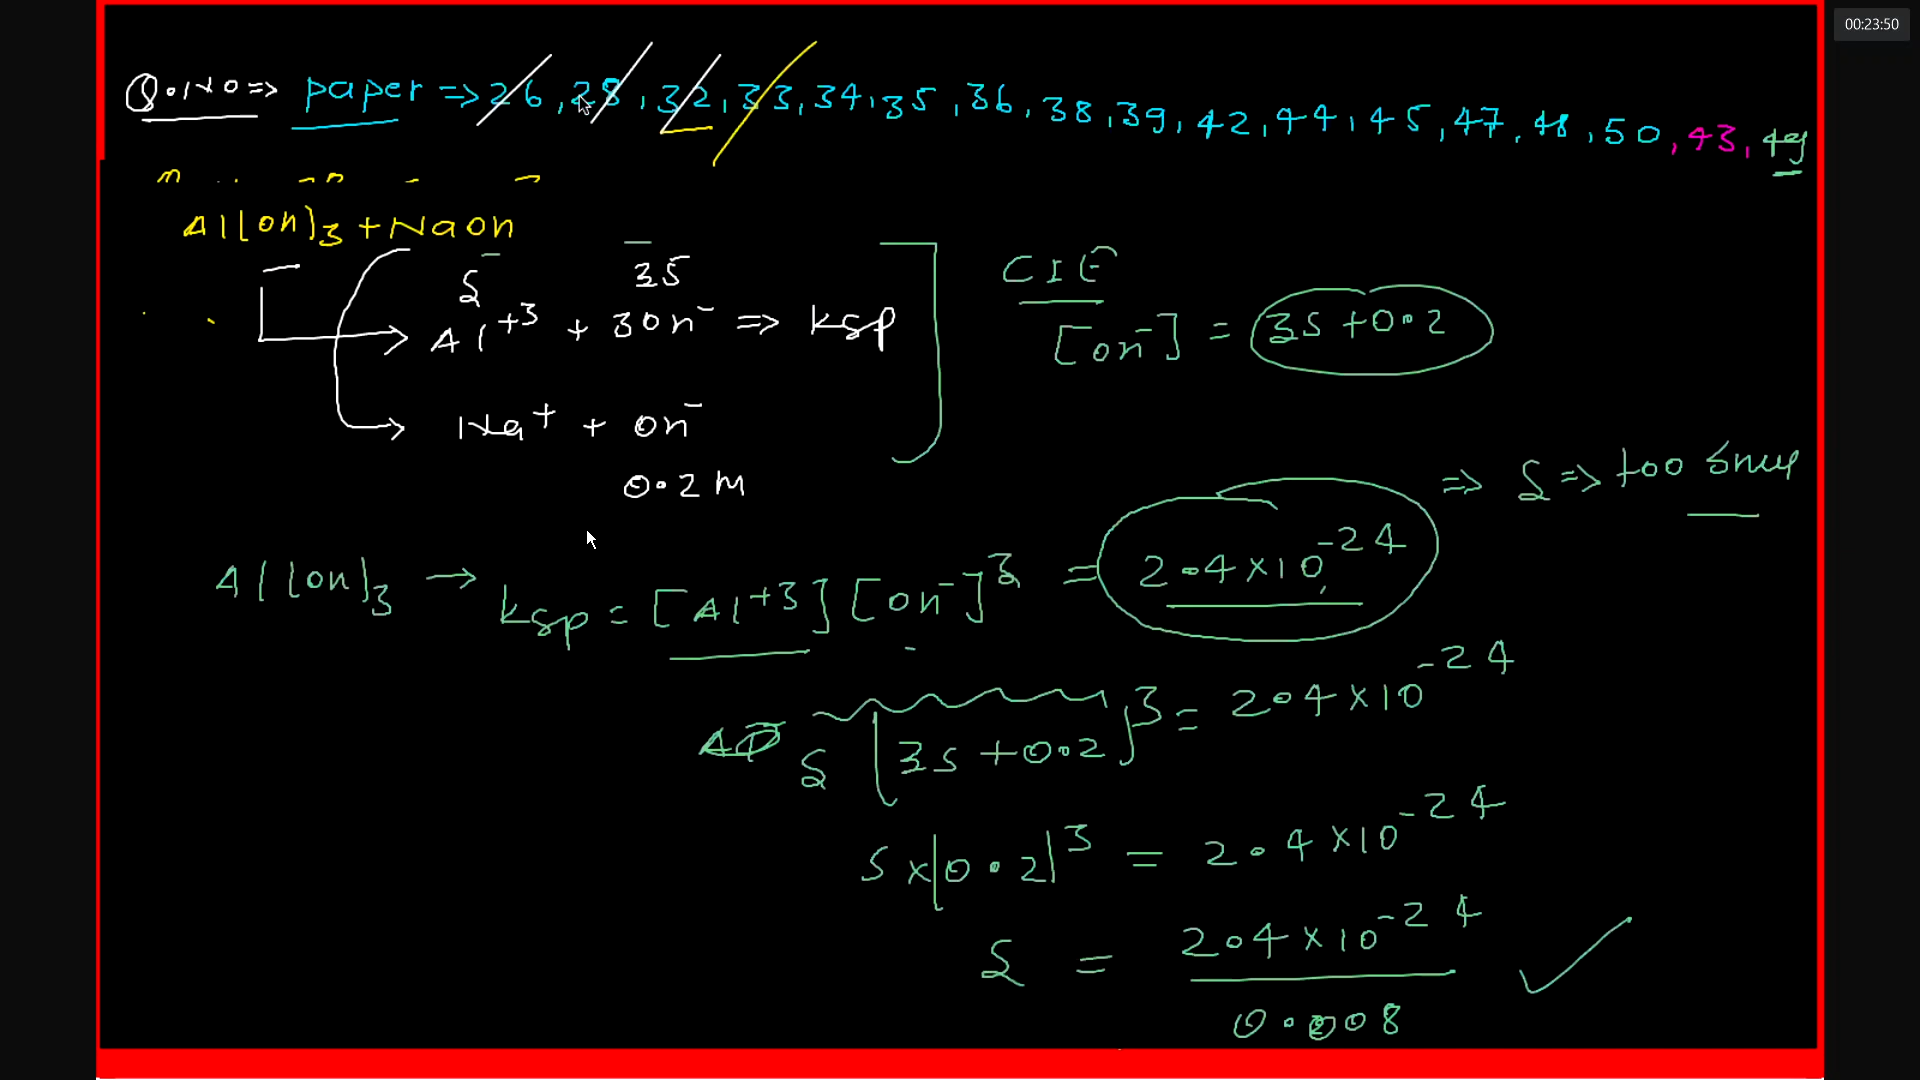 00:23:50
Q.No => paper => 26, 28, 32, 33, 34, 35, 36, 38, 39, 42, 44, 45, 47, 48, 50, 43, 49
Al(OH)3 + NaOH
S 3S
Al+3 + 3OH- => Ksp
CIE
[OH-] = 3S + 0.2
Na+ + OH-
0.2 M
=> S => too small
Al(OH)3 → Ksp = [Al+3] [OH-]3 = 2.4 × 10-24
S [3S + 0.2]3 = 2.4 × 10-24
S × (0.2)3 = 2.4 × 10-24
S = 2.4 × 10-24
0.008